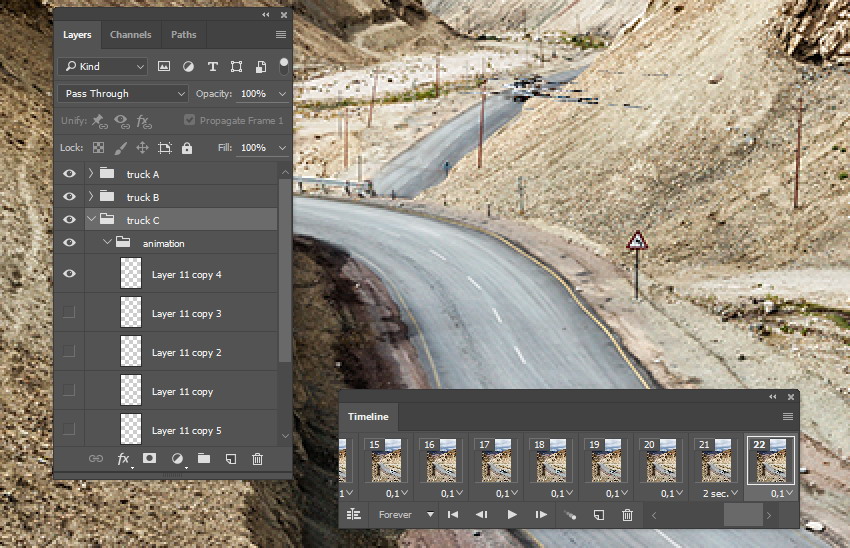 Layers Channels Paths
Kind
Pass Through Opacity: 100%
Unify: fx Propagate Frame 1
Lock: Fill: 100%
truck A
truck B
truck C
animation
Layer 11 copy 4
Layer 11 copy 3
Layer 11 copy 2
Layer 11 copy
Layer 11 copy 5
fx
Timeline
15 16 17 18 19 20 21 22
0,1 0,1 0,1 0,1 0,1 0,1 2 sec. 0,1
Forever